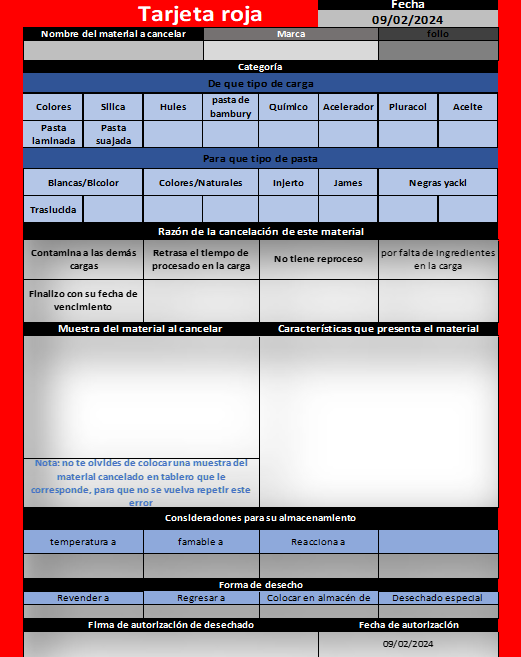 Tarjeta roja
Fecha
09/02/2024
Nombre del material a cancelar Marca folio
Categoría
De que tipo de carga
Colores Silica Hules pasta de bambury Químico Acelerador Pluracol Aceite
Pasta laminada Pasta suajada
Para que tipo de pasta
Blancas/Bicolor Colores/Naturales Injerto James Negras yacki
Traslucida
Razón de la cancelación de este material
Contamina a las demás cargas Retrasa el tiempo de procesado en la carga No tiene reproceso por falta de ingredientes en la carga
Finalizo con su fecha de vencimiento
Muestra del material al cancelar Características que presenta el material
Nota: no te olvides de colocar una muestra del
material cancelado en tablero que le
corresponde, para que no se vuelva repetir este
error
Consideraciones para su almacenamiento
temperatura a famable a Reacciona a
Forma de desecho
Revender a Regresar a Colocar en almacén de Desechado especial
Firma de autorización de desechado Fecha de autorización
09/02/2024